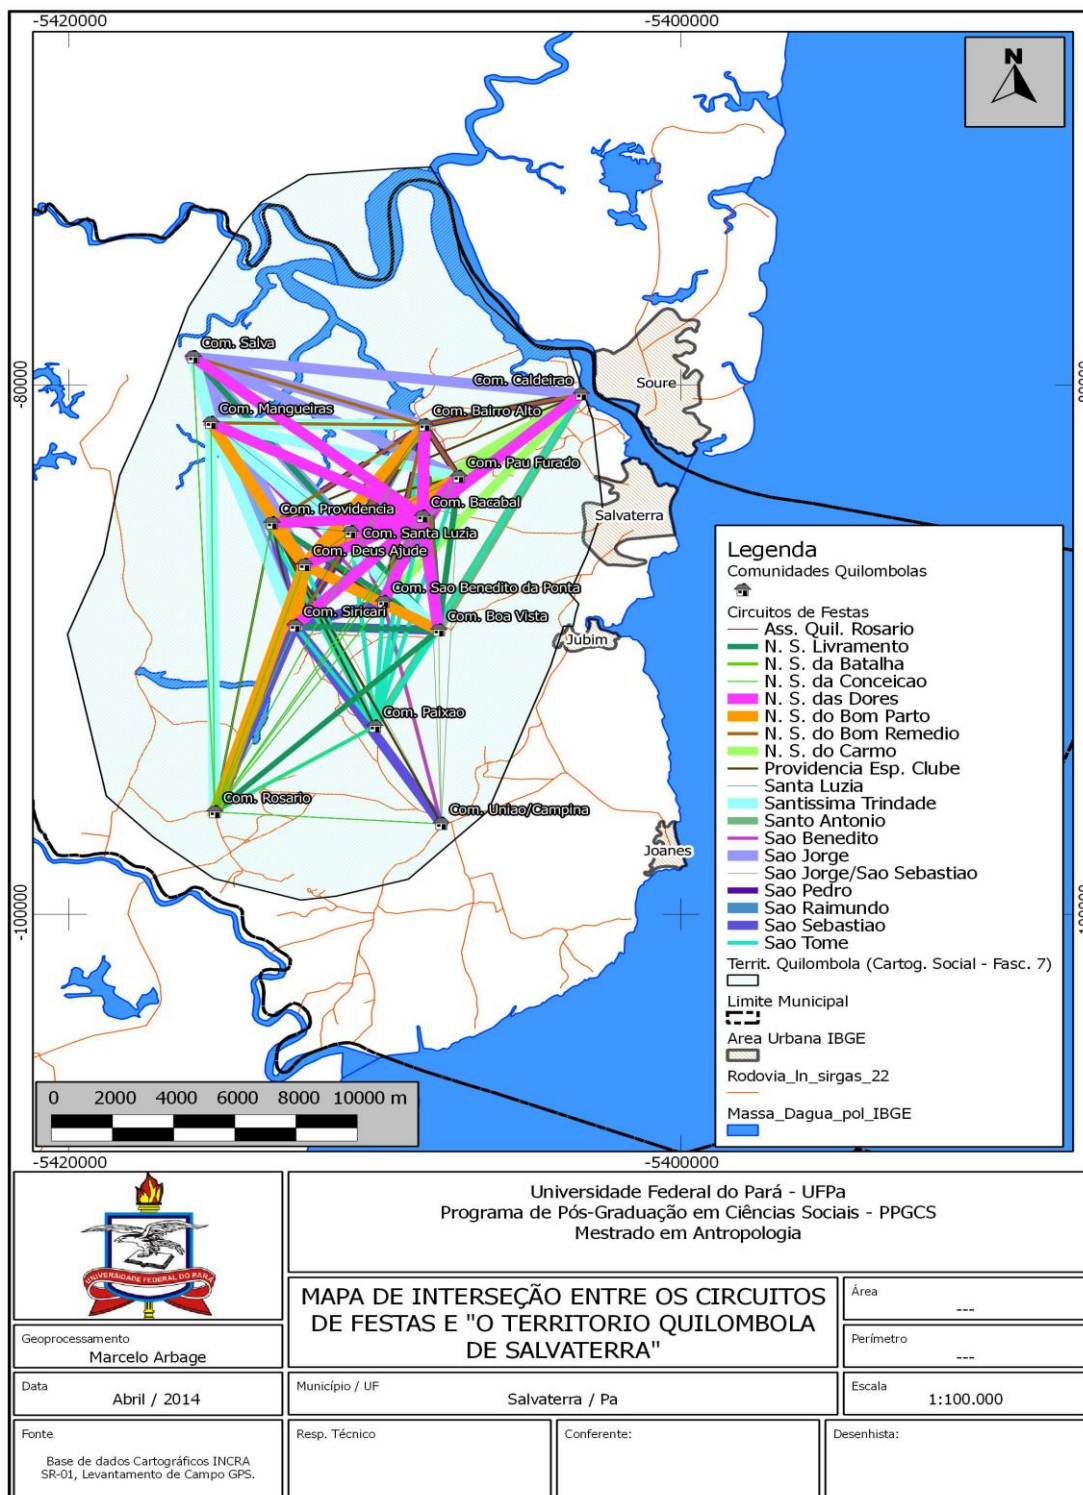 -5420000
-5400000
N
Com. Salva
-80000
Com. Caldeirao
Soure
Com. Mangueiras
Com. Bairro Alto
Com. Pau Furado
Com. Bacabal
Salvaterra
Com. Providencia
Com. Santa Luzia
Com. Deus Ajude
Com. Sao Benedito da Ponta
Com. Siricari
Com. Boa Vista
Jubim
Com. Paixao
Com. Rosario
Com. Uniao/Campina
Joanes
-100000
Legenda
Comunidades Quilombolas
Circuitos de Festas
Ass. Quil. Rosario
N. S. Livramento
N. S. da Batalha
N. S. da Conceicao
N. S. das Dores
N. S. do Bom Parto
N. S. do Bom Remedio
N. S. do Carmo
Providencia Esp. Clube
Santa Luzia
Santissima Trindade
Santo Antonio
Sao Benedito
Sao Jorge
Sao Jorge/Sao Sebastiao
Sao Pedro
Sao Raimundo
Sao Sebastiao
Sao Tome
Territ. Quilombola (Cartog. Social - Fasc. 7)
Limite Municipal
Area Urbana IBGE
Rodovia_ln_sirgas_22
Massa_Dagua_pol_IBGE
0 2000 4000 6000 8000 10000 m
-5420000
-5400000
UNIVERSIDADE FEDERAL DO PARÁ
Universidade Federal do Pará - UFPa
Programa de Pós-Graduação em Ciências Sociais - PPGCS
Mestrado em Antropologia
MAPA DE INTERSEÇÃO ENTRE OS CIRCUITOS
DE FESTAS E "O TERRITORIO QUILOMBOLA
DE SALVATERRA"
Área
---
Perímetro
---
Geoprocessamento
Marcelo Arbage
Data
Abril / 2014
Município / UF
Salvaterra / Pa
Escala
1:100.000
Fonte
Base de dados Cartográficos INCRA
SR-01, Levantamento de Campo GPS.
Resp. Técnico
Conferente:
Desenhista: